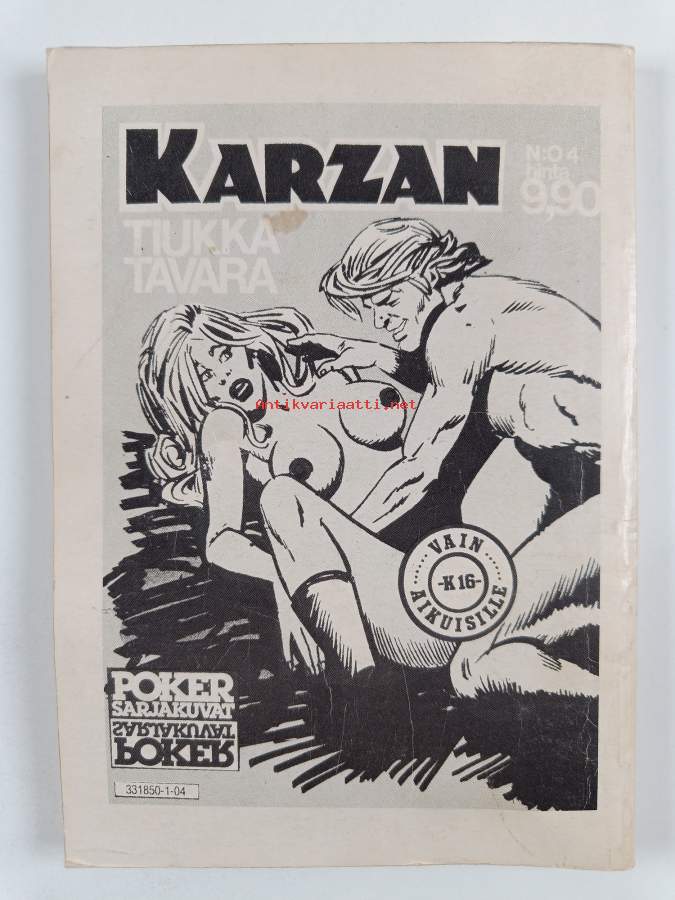 KARZAN
N:O 4
hinta
9,90
TIUKKA
TAVARA
Antikvariaatti.net
VAIN
-K16-
AIKUISILLE
POKER
SARJAKUVAT
SARJAKUVAT
POKER
331850-1-04